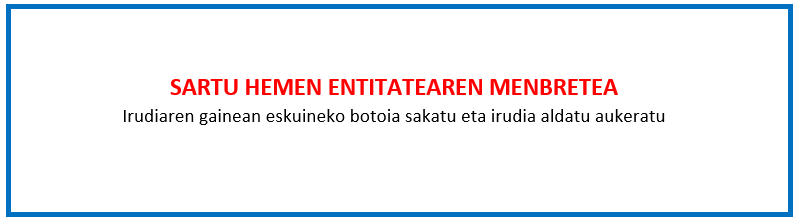 SARTU HEMEN ENTITATEAREN MENBRETEA
Irudiaren gainean eskuineko botoia sakatu eta irudia aldatu aukeratu